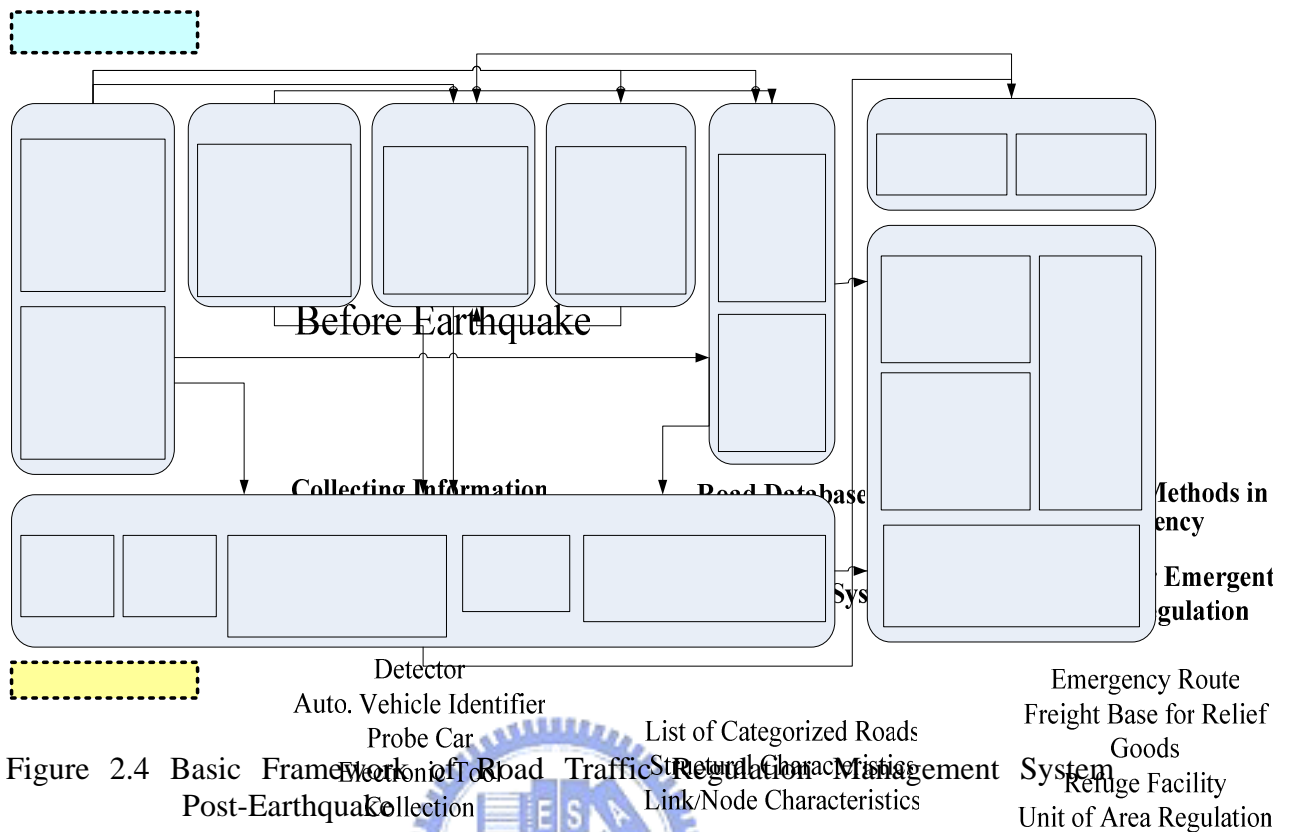 Before Earthquake
Collecting Information
Road Database
Methods in
ency
Emergent
Sys
gulation
Detector
Auto. Vehicle Identifier
Probe Car
Electronic Toll
Collection
List of Categorized Roads
Structural Characteristics
Link/Node Characteristics
Emergency Route
Freight Base for Relief
Goods
Refuge Facility
Unit of Area Regulation
Figure 2.4 Basic Framework of Road Traffic Regulation Management System
Post-Earthquake
E S A